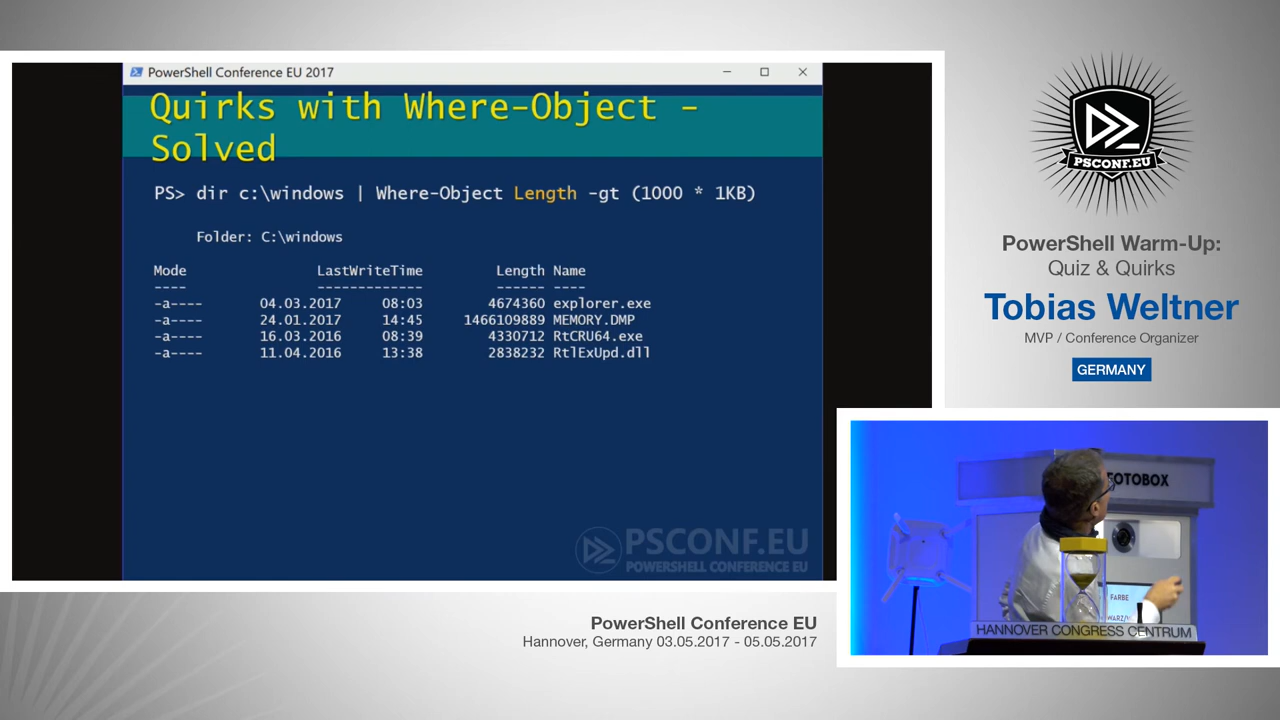 PowerShell Conference EU 2017
Quirks with Where-Object -
Solved
PS> dir c:\windows | Where-Object Length -gt (1000 * 1KB)
Folder: C:\windows
Mode LastWriteTime Length Name
---- ------------- ------ ----
-a---- 04.03.2017 08:03 4674360 explorer.exe
-a---- 24.01.2017 14:45 1466109889 MEMORY.DMP
-a---- 16.03.2016 08:39 4330712 RtCRU64.exe
-a---- 11.04.2016 13:38 2838232 RtlExUpd.dll
PSCONF.EU
POWERSHELL CONFERENCE EU
PSCONF.EU
PowerShell Warm-Up:
Quiz & Quirks
Tobias Weltner
MVP / Conference Organizer
GERMANY
FOTOBOX
FARBE
HANNOVER CONGRESS CENTRUM
PowerShell Conference EU
Hannover, Germany 03.05.2017 - 05.05.2017